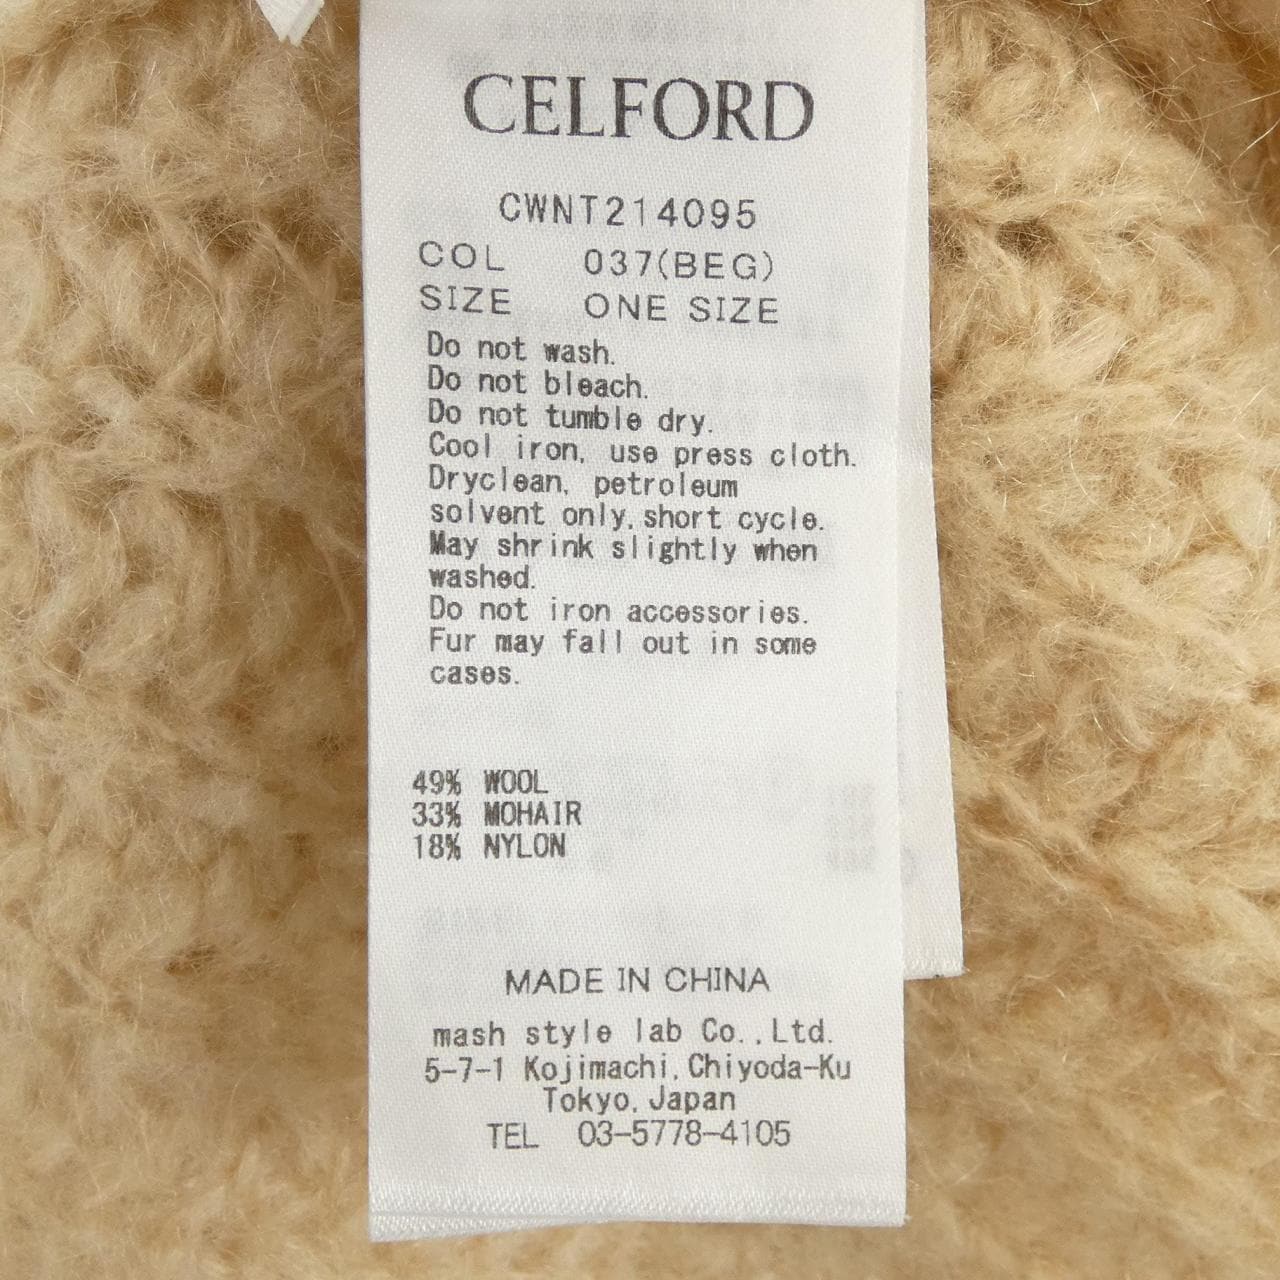 CELFORD
CWNT214095
COL 037(BEG)
SIZE ONE SIZE
Do not wash.
Do not bleach.
Do not tumble dry.
Cool iron, use press cloth.
Dryclean, petroleum
solvent only,short cycle.
May shrink slightly when
washed.
Do not iron accessories.
Fur may fall out in some
cases.
49% WOOL
33% MOHAIR
18% NYLON
MADE IN CHINA
mash style lab Co.,Ltd.
5-7-1 Kojimachi,Chiyoda-Ku
Tokyo,Japan
TEL 03-5778-4105